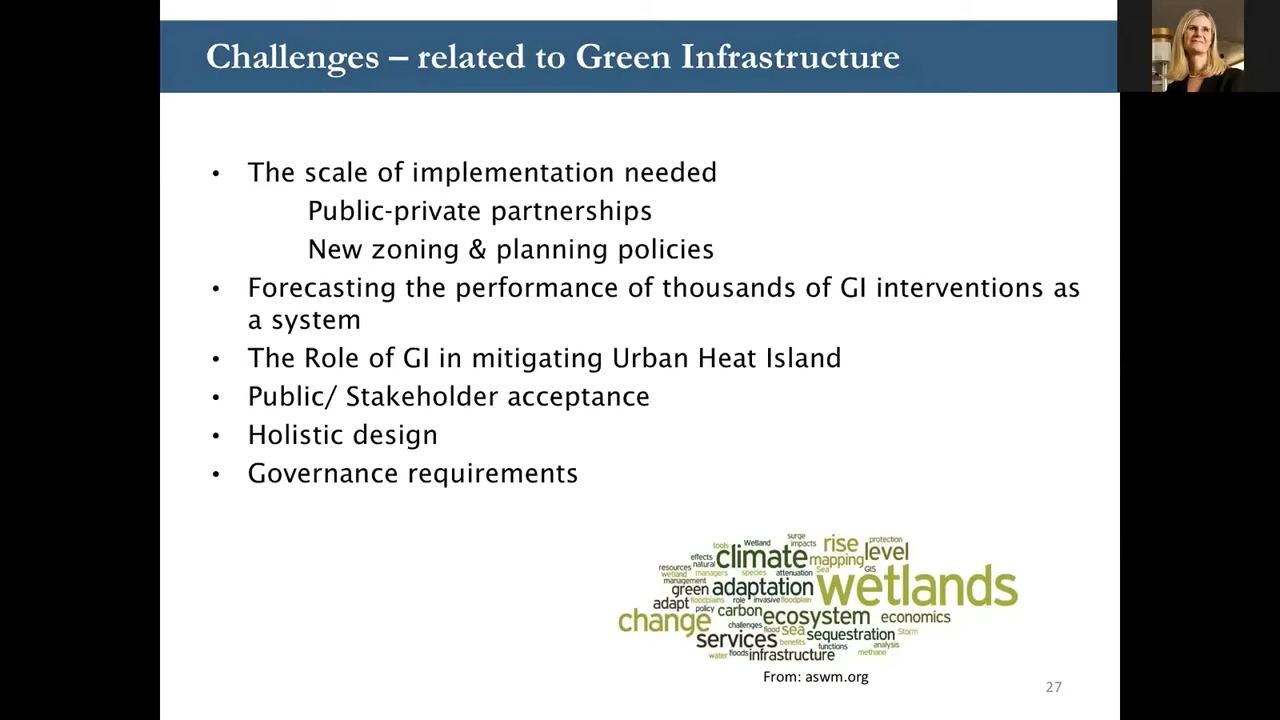 Challenges – related to Green Infrastructure
• The scale of implementation needed
Public-private partnerships
New zoning & planning policies
• Forecasting the performance of thousands of GI interventions as
a system
• The Role of GI in mitigating Urban Heat Island
• Public/ Stakeholder acceptance
• Holistic design
• Governance requirements
surge
tools Wetland impacts rise protection
effects climate mapping level
resources natural
wetland managers species attenuation Sea GIS
management
green adaptation wetlands
adapt floodplains role invasive floodplain
policy carbon ecosystem economics
change challenges flood sea sequestration Storm
services benefits functions analysis
water floods infrastructure methane
From: aswm.org
27